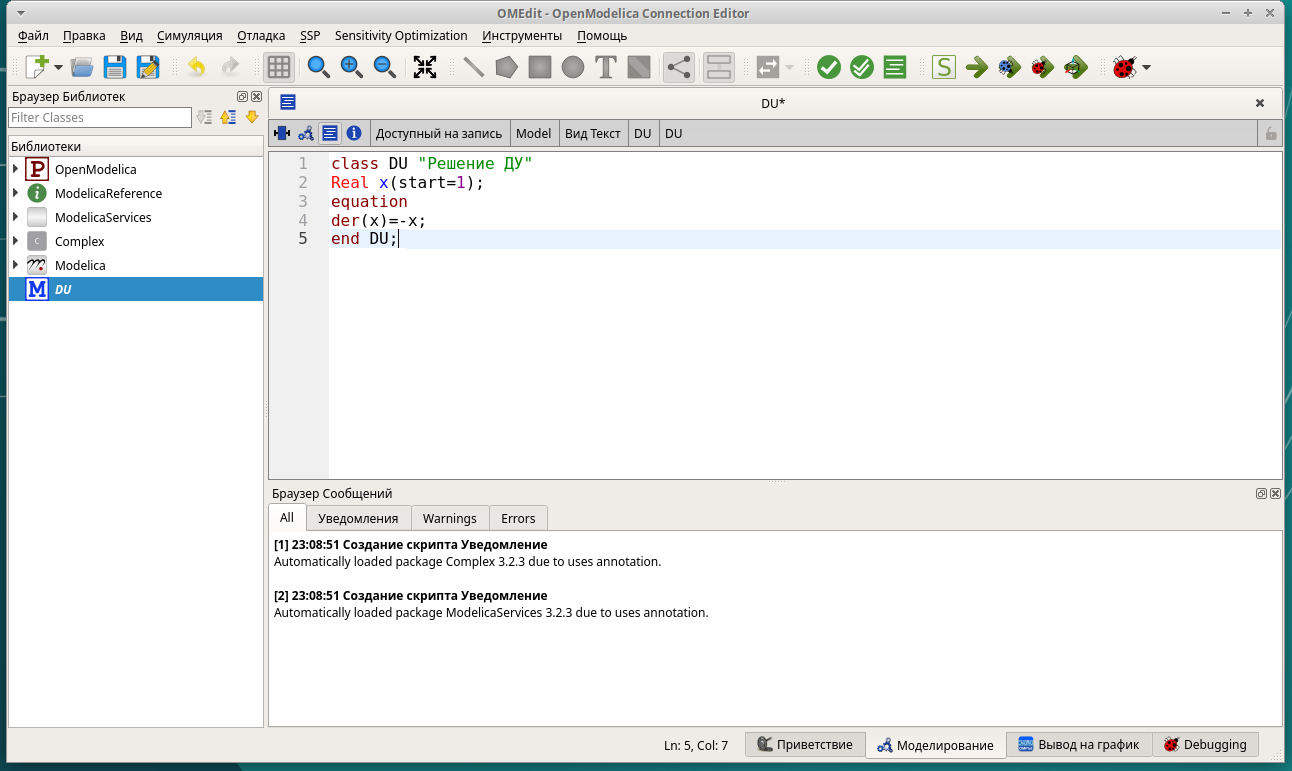 OMEdit - OpenModelica Connection Editor
Файл Правка Вид Симуляция Отладка SSP Sensitivity Optimization Инструменты Помощь
T S
Браузер Библиотек
DU*
Filter Classes
Доступный на запись Model Вид Текст DU DU
Библиотеки
P OpenModelica
i ModelicaReference
ModelicaServices
C Complex
Modelica
M DU
1 class DU "Решение ДУ"
2 Real x(start=1);
3 equation
4 der(x)=-x;
5 end DU;
Браузер Сообщений
All Уведомления Warnings Errors
[1] 23:08:51 Создание скрипта Уведомление
Automatically loaded package Complex 3.2.3 due to uses annotation.
[2] 23:08:51 Создание скрипта Уведомление
Automatically loaded package ModelicaServices 3.2.3 due to uses annotation.
Ln: 5, Col: 7 Приветствие Моделирование Вывод на график Debugging